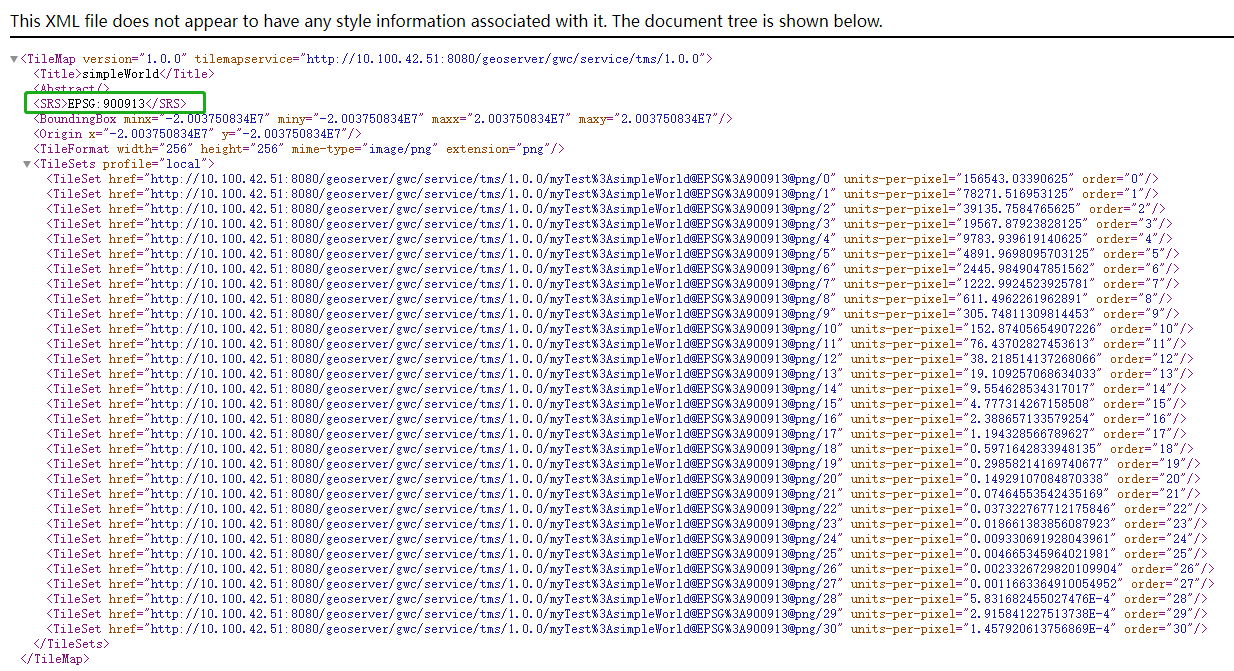 This XML file does not appear to have any style information associated with it. The document tree is shown below.
▼<TileMap version="1.0.0" tilemapservice="http://10.100.42.51:8080/geoserver/gwc/service/tms/1.0.0">
<Title>simpleWorld</Title>
<Abstract/>
<SRS>EPSG:900913</SRS>
<BoundingBox minx="-2.003750834E7" miny="-2.003750834E7" maxx="2.003750834E7" maxy="2.003750834E7"/>
<Origin x="-2.003750834E7" y="-2.003750834E7"/>
<TileFormat width="256" height="256" mime-type="image/png" extension="png"/>
▼<TileSets profile="local">
<TileSet href="http://10.100.42.51:8080/geoserver/gwc/service/tms/1.0.0/myTest%3AsimpleWorld@EPSG%3A900913@png/0" units-per-pixel="156543.03390625" order="0"/>
<TileSet href="http://10.100.42.51:8080/geoserver/gwc/service/tms/1.0.0/myTest%3AsimpleWorld@EPSG%3A900913@png/1" units-per-pixel="78271.516953125" order="1"/>
<TileSet href="http://10.100.42.51:8080/geoserver/gwc/service/tms/1.0.0/myTest%3AsimpleWorld@EPSG%3A900913@png/2" units-per-pixel="39135.7584765625" order="2"/>
<TileSet href="http://10.100.42.51:8080/geoserver/gwc/service/tms/1.0.0/myTest%3AsimpleWorld@EPSG%3A900913@png/3" units-per-pixel="19567.87923828125" order="3"/>
<TileSet href="http://10.100.42.51:8080/geoserver/gwc/service/tms/1.0.0/myTest%3AsimpleWorld@EPSG%3A900913@png/4" units-per-pixel="9783.939619140625" order="4"/>
<TileSet href="http://10.100.42.51:8080/geoserver/gwc/service/tms/1.0.0/myTest%3AsimpleWorld@EPSG%3A900913@png/5" units-per-pixel="4891.9698095703125" order="5"/>
<TileSet href="http://10.100.42.51:8080/geoserver/gwc/service/tms/1.0.0/myTest%3AsimpleWorld@EPSG%3A900913@png/6" units-per-pixel="2445.9849047851562" order="6"/>
<TileSet href="http://10.100.42.51:8080/geoserver/gwc/service/tms/1.0.0/myTest%3AsimpleWorld@EPSG%3A900913@png/7" units-per-pixel="1222.9924523925781" order="7"/>
<TileSet href="http://10.100.42.51:8080/geoserver/gwc/service/tms/1.0.0/myTest%3AsimpleWorld@EPSG%3A900913@png/8" units-per-pixel="611.4962261962891" order="8"/>
<TileSet href="http://10.100.42.51:8080/geoserver/gwc/service/tms/1.0.0/myTest%3AsimpleWorld@EPSG%3A900913@png/9" units-per-pixel="305.74811309814453" order="9"/>
<TileSet href="http://10.100.42.51:8080/geoserver/gwc/service/tms/1.0.0/myTest%3AsimpleWorld@EPSG%3A900913@png/10" units-per-pixel="152.87405654907226" order="10"/>
<TileSet href="http://10.100.42.51:8080/geoserver/gwc/service/tms/1.0.0/myTest%3AsimpleWorld@EPSG%3A900913@png/11" units-per-pixel="76.43702827453613" order="11"/>
<TileSet href="http://10.100.42.51:8080/geoserver/gwc/service/tms/1.0.0/myTest%3AsimpleWorld@EPSG%3A900913@png/12" units-per-pixel="38.218514137268066" order="12"/>
<TileSet href="http://10.100.42.51:8080/geoserver/gwc/service/tms/1.0.0/myTest%3AsimpleWorld@EPSG%3A900913@png/13" units-per-pixel="19.109257068634033" order="13"/>
<TileSet href="http://10.100.42.51:8080/geoserver/gwc/service/tms/1.0.0/myTest%3AsimpleWorld@EPSG%3A900913@png/14" units-per-pixel="9.554628534317017" order="14"/>
<TileSet href="http://10.100.42.51:8080/geoserver/gwc/service/tms/1.0.0/myTest%3AsimpleWorld@EPSG%3A900913@png/15" units-per-pixel="4.777314267158508" order="15"/>
<TileSet href="http://10.100.42.51:8080/geoserver/gwc/service/tms/1.0.0/myTest%3AsimpleWorld@EPSG%3A900913@png/16" units-per-pixel="2.388657133579254" order="16"/>
<TileSet href="http://10.100.42.51:8080/geoserver/gwc/service/tms/1.0.0/myTest%3AsimpleWorld@EPSG%3A900913@png/17" units-per-pixel="1.194328566789627" order="17"/>
<TileSet href="http://10.100.42.51:8080/geoserver/gwc/service/tms/1.0.0/myTest%3AsimpleWorld@EPSG%3A900913@png/18" units-per-pixel="0.5971642833948135" order="18"/>
<TileSet href="http://10.100.42.51:8080/geoserver/gwc/service/tms/1.0.0/myTest%3AsimpleWorld@EPSG%3A900913@png/19" units-per-pixel="0.29858214169740677" order="19"/>
<TileSet href="http://10.100.42.51:8080/geoserver/gwc/service/tms/1.0.0/myTest%3AsimpleWorld@EPSG%3A900913@png/20" units-per-pixel="0.14929107084870338" order="20"/>
<TileSet href="http://10.100.42.51:8080/geoserver/gwc/service/tms/1.0.0/myTest%3AsimpleWorld@EPSG%3A900913@png/21" units-per-pixel="0.07464553542435169" order="21"/>
<TileSet href="http://10.100.42.51:8080/geoserver/gwc/service/tms/1.0.0/myTest%3AsimpleWorld@EPSG%3A900913@png/22" units-per-pixel="0.037322767712175846" order="22"/>
<TileSet href="http://10.100.42.51:8080/geoserver/gwc/service/tms/1.0.0/myTest%3AsimpleWorld@EPSG%3A900913@png/23" units-per-pixel="0.018661383856087923" order="23"/>
<TileSet href="http://10.100.42.51:8080/geoserver/gwc/service/tms/1.0.0/myTest%3AsimpleWorld@EPSG%3A900913@png/24" units-per-pixel="0.009330691928043961" order="24"/>
<TileSet href="http://10.100.42.51:8080/geoserver/gwc/service/tms/1.0.0/myTest%3AsimpleWorld@EPSG%3A900913@png/25" units-per-pixel="0.004665345964021981" order="25"/>
<TileSet href="http://10.100.42.51:8080/geoserver/gwc/service/tms/1.0.0/myTest%3AsimpleWorld@EPSG%3A900913@png/26" units-per-pixel="0.0023326729820109904" order="26"/>
<TileSet href="http://10.100.42.51:8080/geoserver/gwc/service/tms/1.0.0/myTest%3AsimpleWorld@EPSG%3A900913@png/27" units-per-pixel="0.0011663364910054952" order="27"/>
<TileSet href="http://10.100.42.51:8080/geoserver/gwc/service/tms/1.0.0/myTest%3AsimpleWorld@EPSG%3A900913@png/28" units-per-pixel="5.831682455027476E-4" order="28"/>
<TileSet href="http://10.100.42.51:8080/geoserver/gwc/service/tms/1.0.0/myTest%3AsimpleWorld@EPSG%3A900913@png/29" units-per-pixel="2.915841227513738E-4" order="29"/>
<TileSet href="http://10.100.42.51:8080/geoserver/gwc/service/tms/1.0.0/myTest%3AsimpleWorld@EPSG%3A900913@png/30" units-per-pixel="1.457920613756869E-4" order="30"/>
</TileSets>
</TileMap>